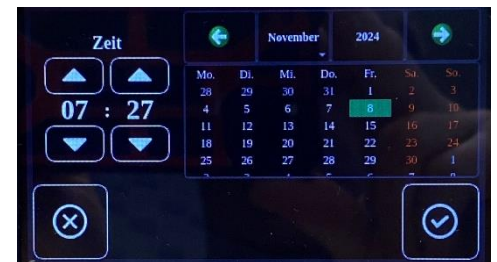 Zeit
November 2024
Mo. Di. Mi. Do. Fr. Sa. So.
28 29 30 31 1 2 3
4 5 6 7 8 9 10
07 : 27
11 12 13 14 15 16 17
18 19 20 21 22 23 24
25 26 27 28 29 30 1